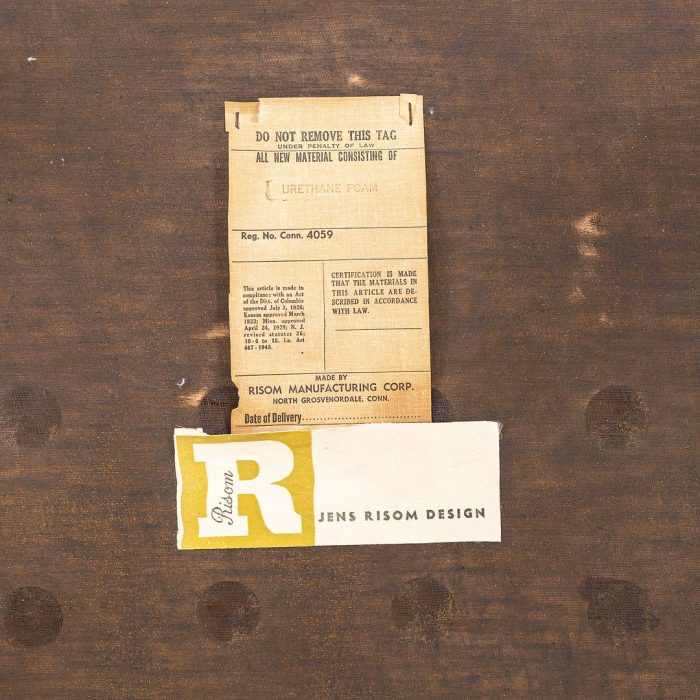 DO NOT REMOVE THIS TAG
UNDER PENALTY OF LAW
ALL NEW MATERIAL CONSISTING OF
URETHANE FOAM
Reg. No. Conn. 4059
This article is made in
compliance with an Act
of the Dis. of Columbia
approved July 3, 1926;
Kansas approved March
1923; Minn. approved
April 24, 1929; N. J.
revised statutes 26;
10-6 to 18. La. Act
467-1948.
CERTIFICATION IS MADE
THAT THE MATERIALS IN
THIS ARTICLE ARE DE-
SCRIBED IN ACCORDANCE
WITH LAW.
MADE BY
RISOM MANUFACTURING CORP.
NORTH GROSVENORDALE, CONN.
Date of Delivery
R
Risom
JENS RISOM DESIGN